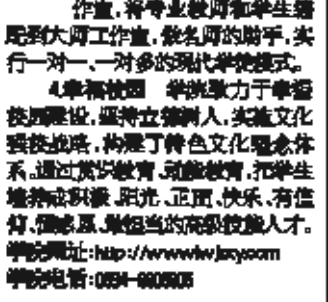 作室，将专业教师和学生搭
配到大师工作室，做名师的助手，实
行一对一、一对多的现代学徒模式。
4.幸福校园　学院致力于幸福
校园建设，坚持立德树人，实施文化
强校战略，构建了特色文化理念体
系，通过赏识教育、养成教育，把学生
培养成积极、阳光、正面、快乐、有信
仰、懂感恩、敢担当的高级技能人才。
学院网址:http://www
学院电话:0534-